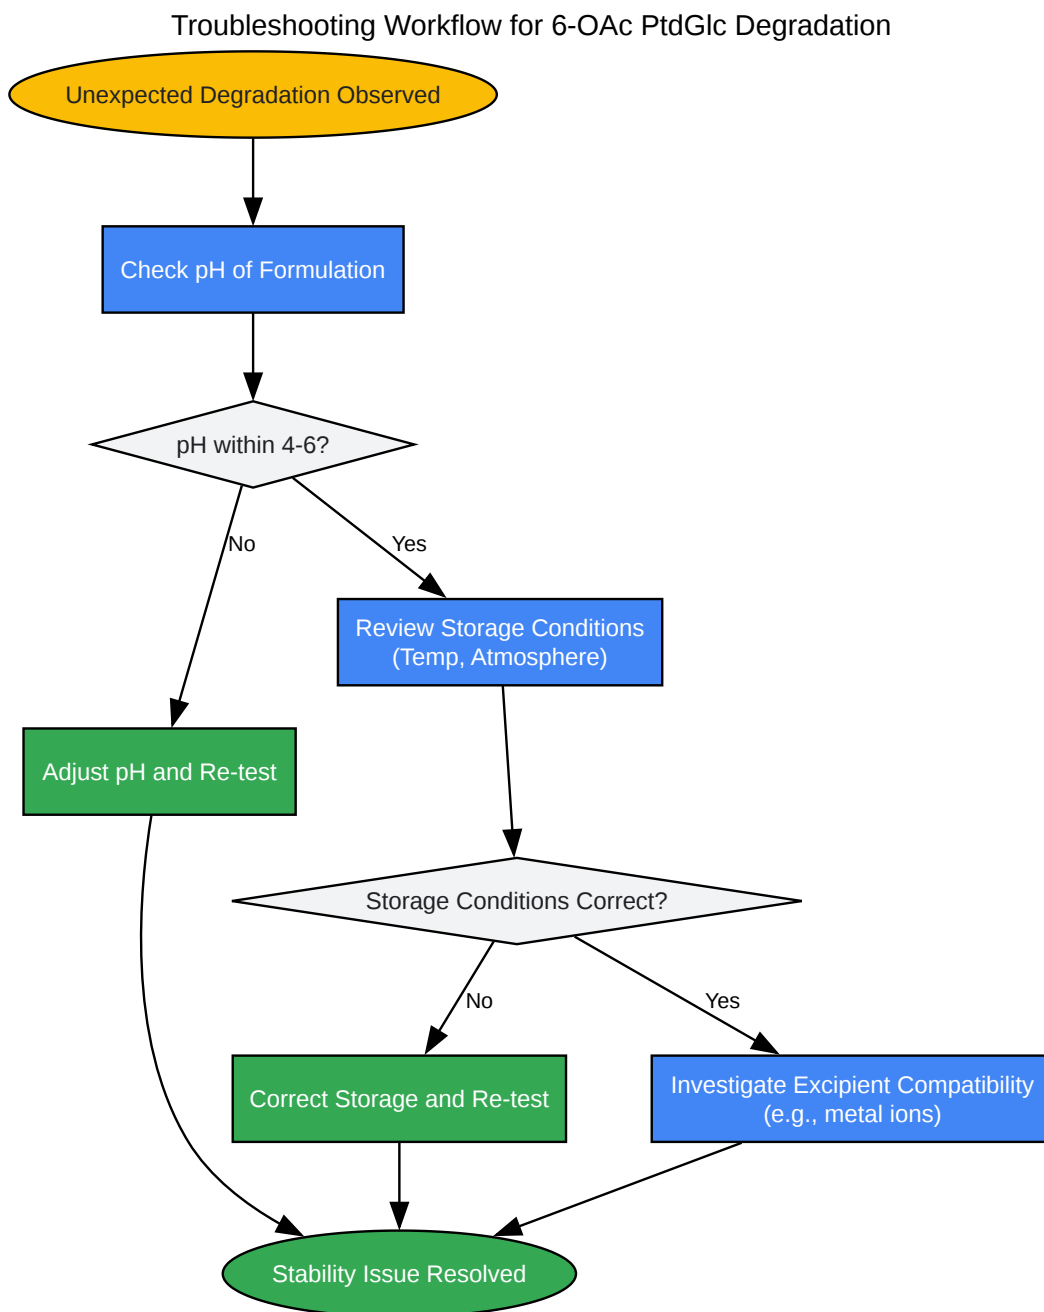 Troubleshooting Workflow for 6-OAc PtdGlc Degradation
Unexpected Degradation Observed
Check pH of Formulation
pH within 4-6?
No
Yes
Review Storage Conditions
(Temp, Atmosphere)
Adjust pH and Re-test
Storage Conditions Correct?
No
Yes
Correct Storage and Re-test
Investigate Excipient Compatibility
(e.g., metal ions)
Stability Issue Resolved